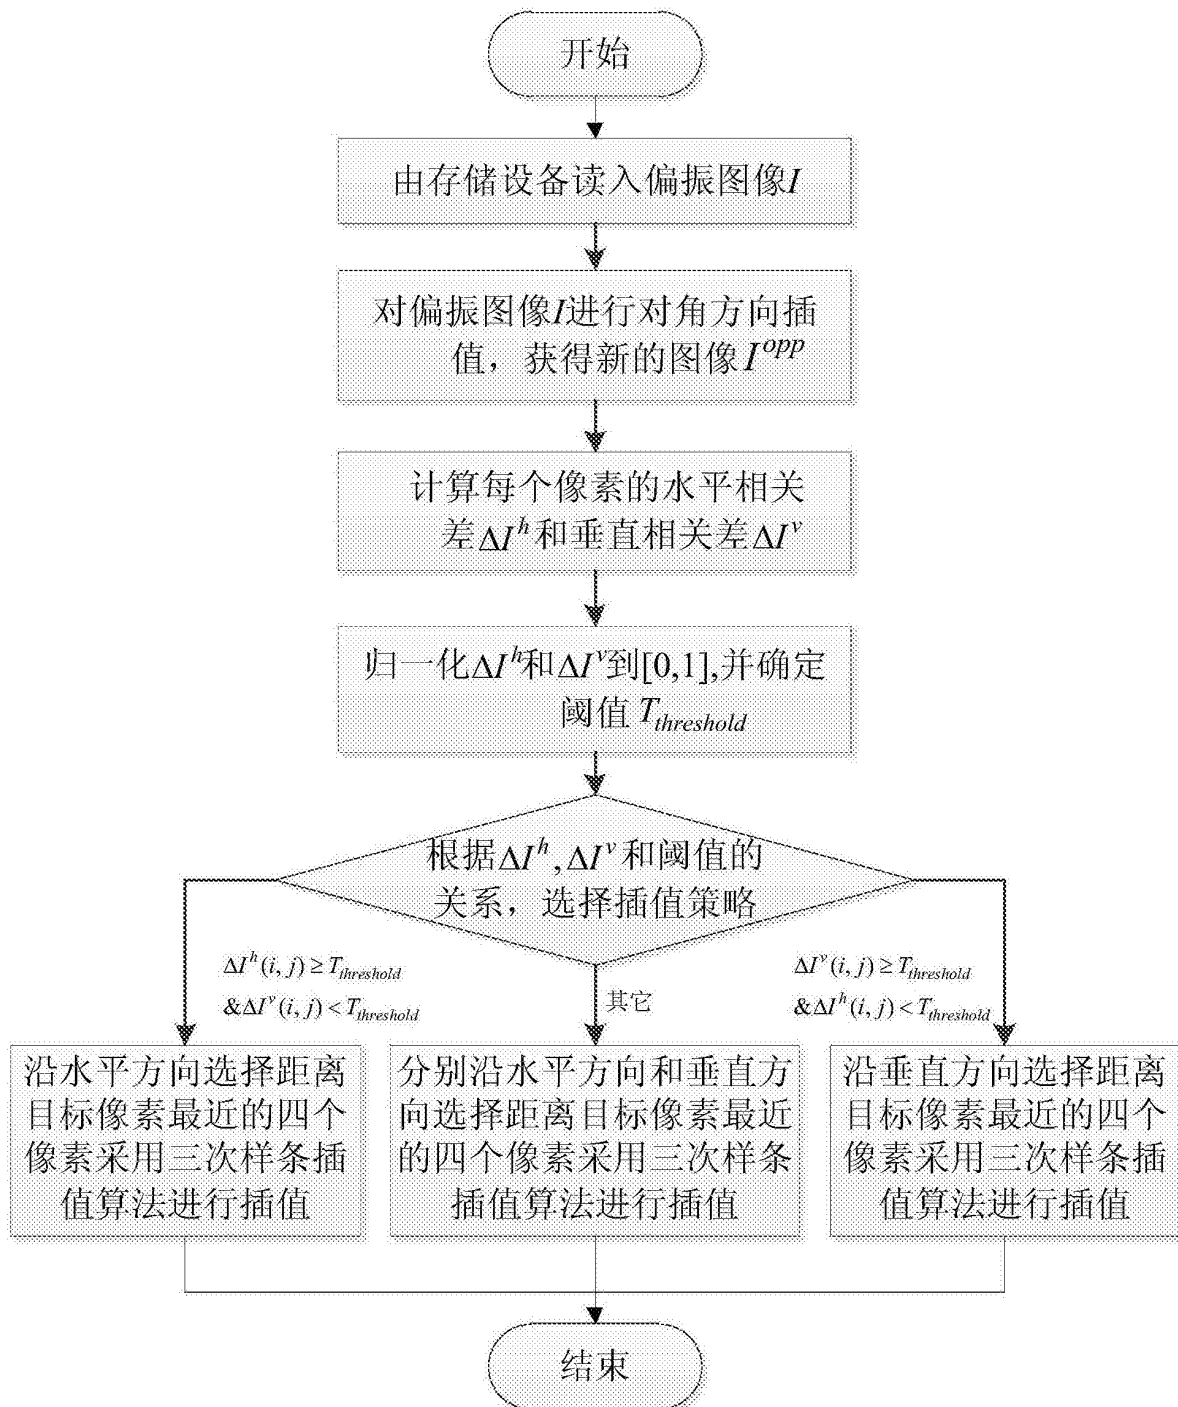 开始
由存储设备读入偏振图像I
对偏振图像I进行对角方向插
值，获得新的图像 I^{opp}
计算每个像素的水平相关
差ΔI^h和垂直相关差ΔI^v
归一化ΔI^h和ΔI^v到[0,1],并确定
阈值 T_{threshold}
根据ΔI^h,ΔI^v和阈值的
关系，选择插值策略
ΔI^h(i, j) ≥ T_{threshold}
&ΔI^v(i, j) < T_{threshold}
其它
ΔI^v(i, j) ≥ T_{threshold}
&ΔI^h(i, j) < T_{threshold}
沿水平方向选择距离
目标像素最近的四个
像素采用三次样条插
值算法进行插值
分别沿水平方向和垂直方
向选择距离目标像素最近
的四个像素采用三次样条
插值算法进行插值
沿垂直方向选择距离
目标像素最近的四个
像素采用三次样条插
值算法进行插值
结束